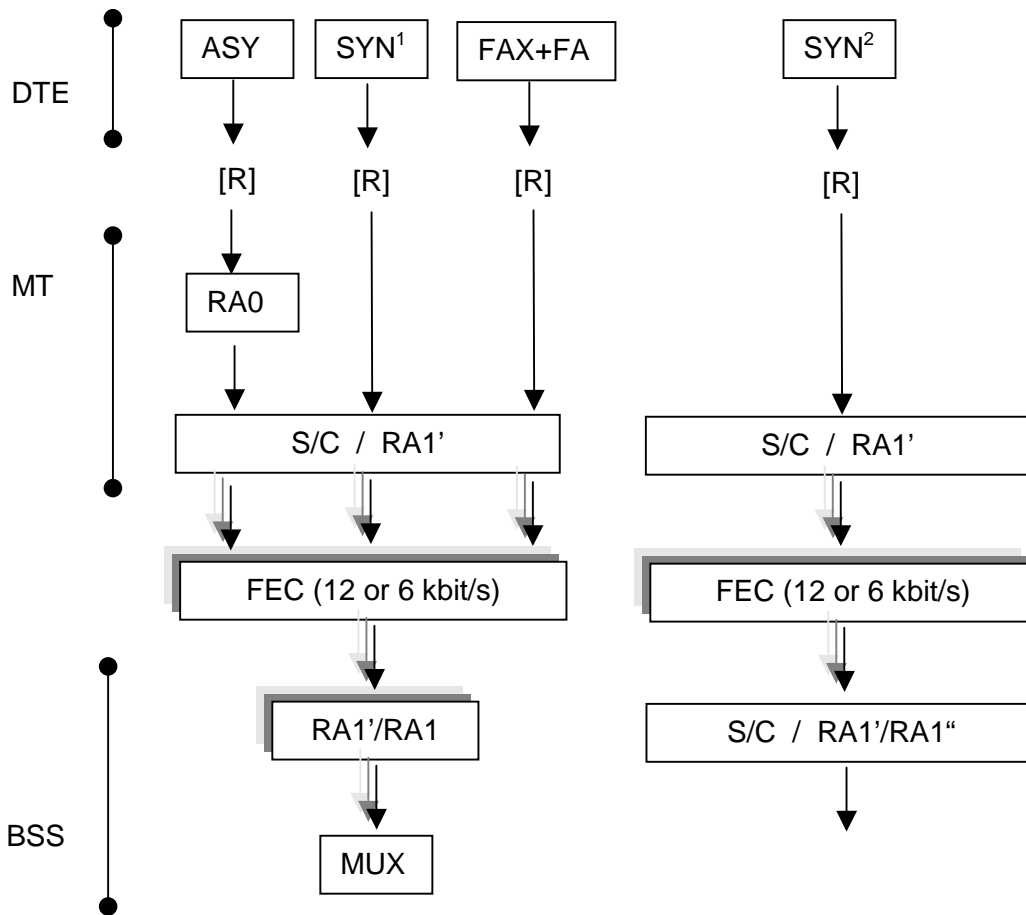 ASY SYN¹ FAX+FA SYN²
DTE
[R] [R] [R] [R]
MT
RA0
S/C / RA1’ S/C / RA1’
FEC (12 or 6 kbit/s) FEC (12 or 6 kbit/s)
RA1’/RA1 S/C / RA1’/RA1“
BSS
MUX